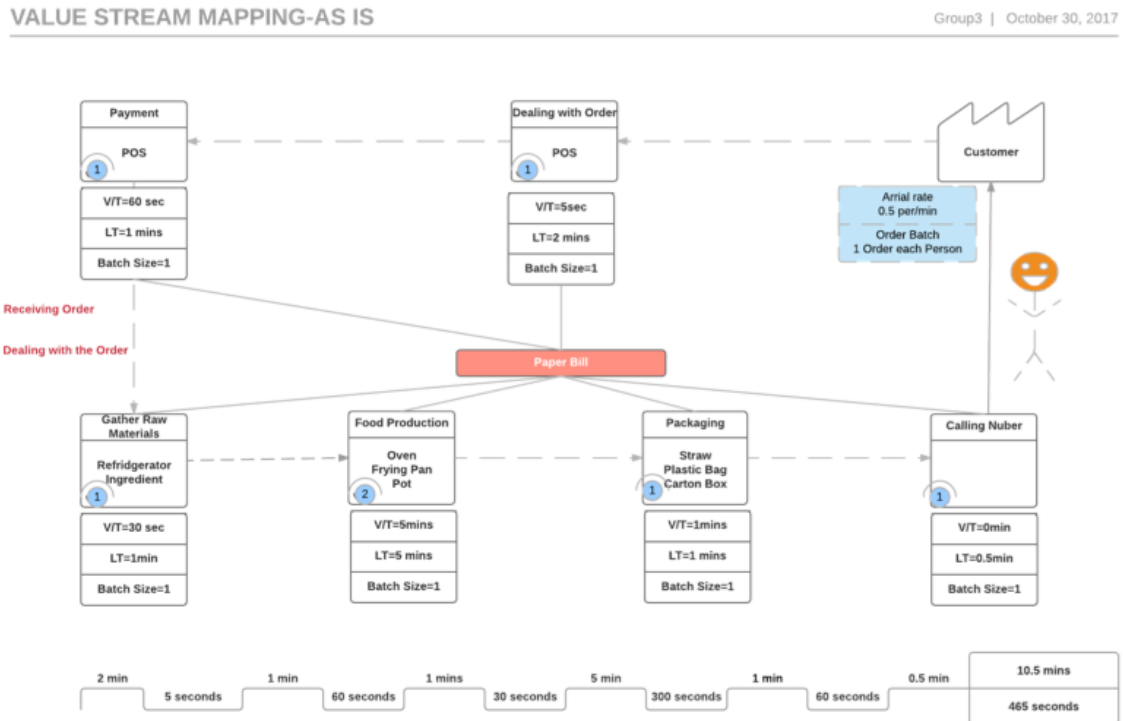 VALUE STREAM MAPPING-AS IS
Group3 | October 30, 2017
Payment
POS
1
V/T=60 sec
LT=1 mins
Batch Size=1
Dealing with Order
POS
1
V/T=5sec
LT=2 mins
Batch Size=1
Customer
Arrial rate
0.5 per/min
Order Batch
1 Order each Person
Receiving Order
Dealing with the Order
Paper Bill
Gather Raw
Materials
Refridgerator
Ingredient
1
V/T=30 sec
LT=1min
Batch Size=1
Food Production
Oven
Frying Pan
Pot
2
V/T=5mins
LT=5 mins
Batch Size=1
Packaging
Straw
Plastic Bag
Carton Box
1
V/T=1mins
LT=1 mins
Batch Size=1
Calling Nuber
1
V/T=0min
LT=0.5min
Batch Size=1
2 min
5 seconds
1 min
60 seconds
1 mins
30 seconds
5 min
300 seconds
1 min
60 seconds
0.5 min
10.5 mins
465 seconds